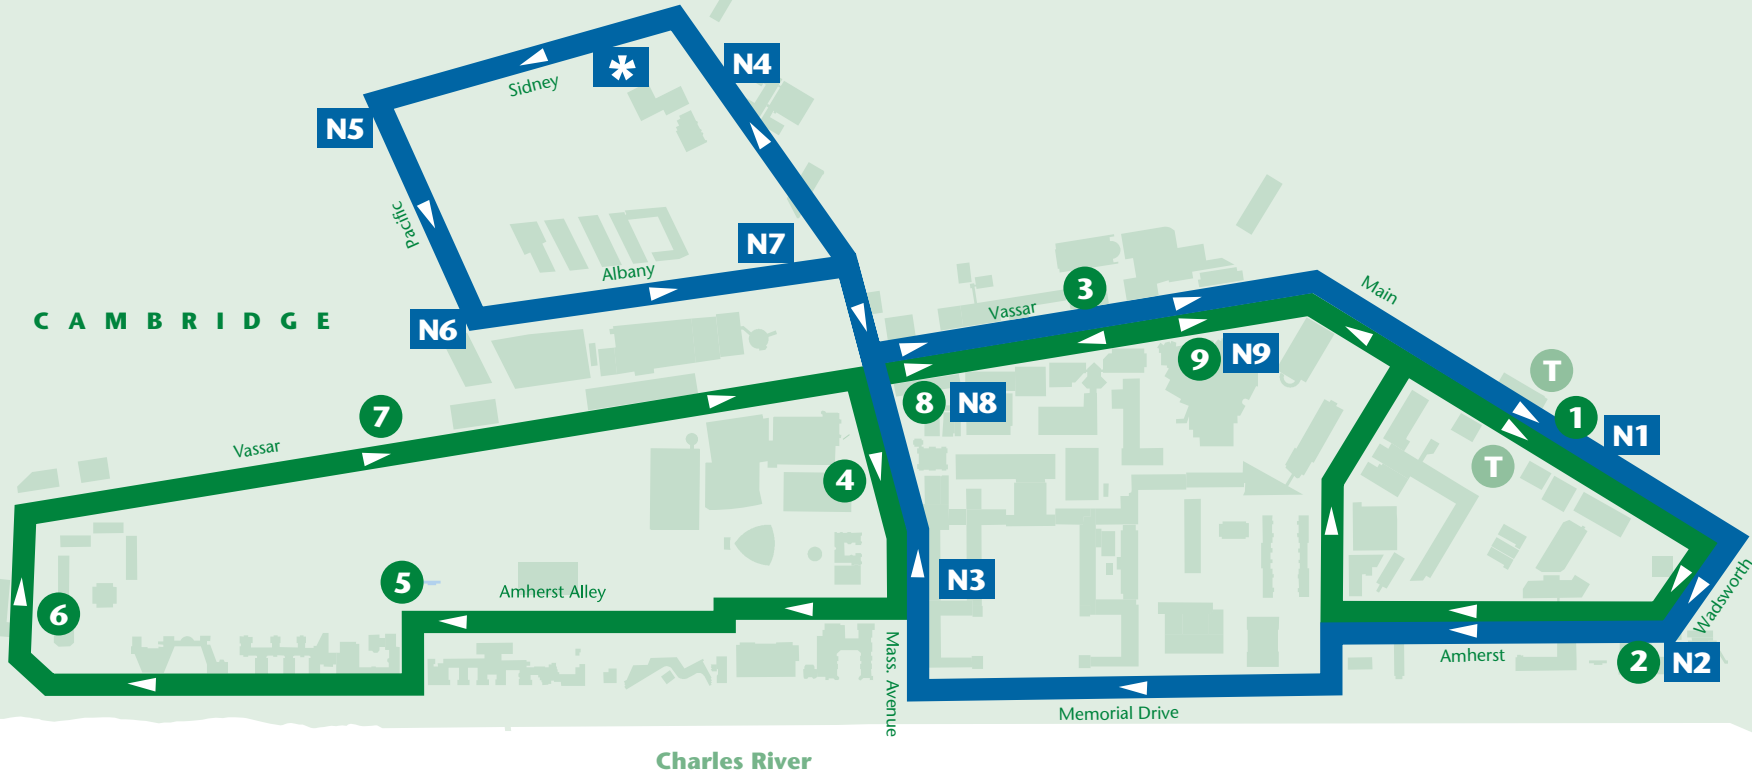 N4
*
Sidney
N5
Pacific
N7
Albany
N6
CAMBRIDGE
3
Vassar
Main
9
N9
T
8
N8
1
N1
7
Vassar
4
T
5
Amherst Alley
N3
6
Wadsworth
Mass. Avenue
Amherst
2
N2
Memorial Drive
Charles River